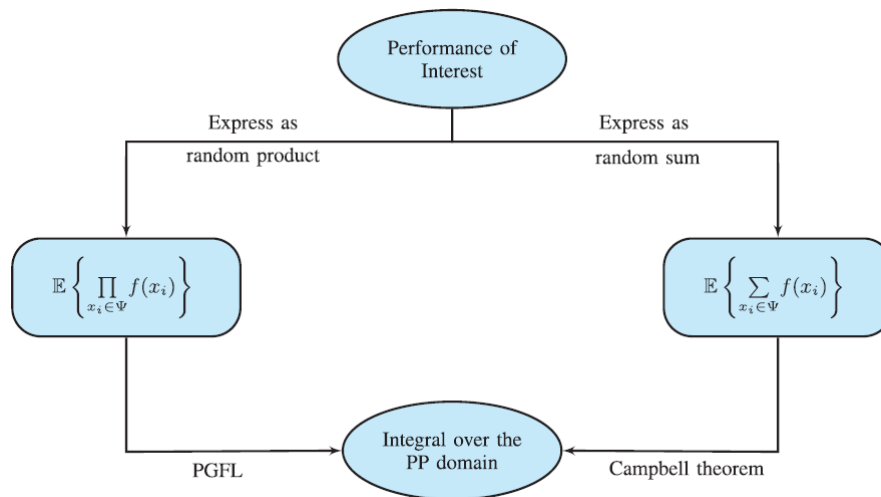 Performance of
Interest
Express as
random product
Express as
random sum
𝔼 { ∏ f(x_i) }
x_i∈Ψ
𝔼 { ∑ f(x_i) }
x_i∈Ψ
Integral over the
PP domain
PGFL
Campbell theorem